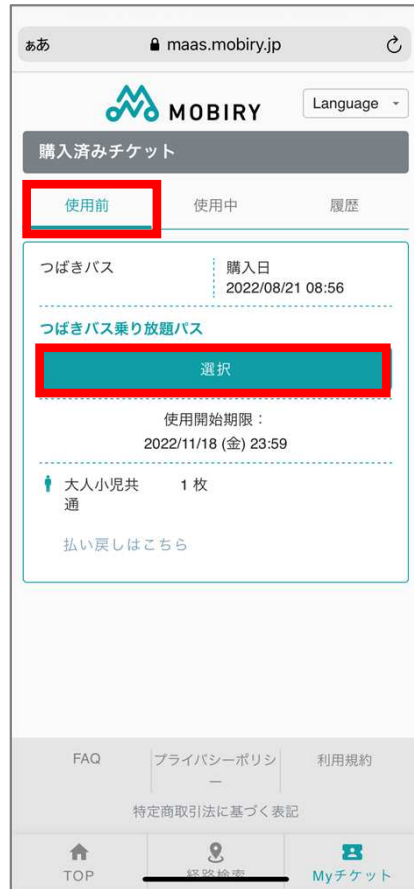 ぁあ maas.mobiry.jp
MOBIRY Language
購入済みチケット
使用前 使用中 履歴
つばきバス 購入日
2022/08/21 08:56
つばきバス乗り放題パス
選択
使用開始期限：
2022/11/18 (金) 23:59
大人小児共 1 枚
通
払い戻しはこちら
FAQ プライバシーポリシ 利用規約
ー
特定商取引法に基づく表記
TOP 経路検索 Myチケット